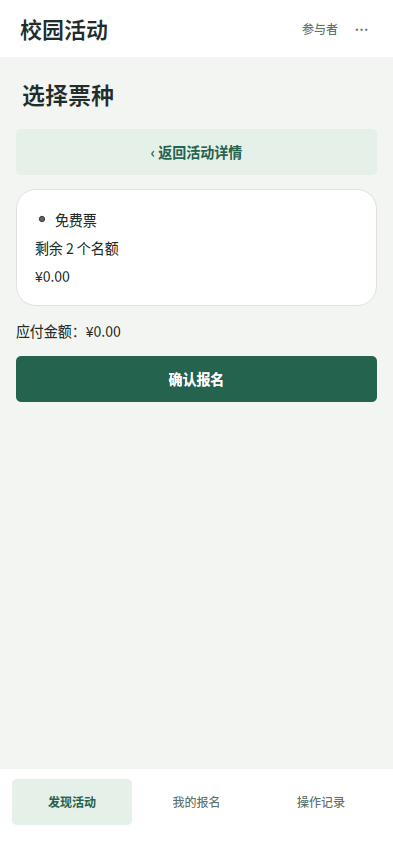 校园活动
参与者 ···
选择票种
‹ 返回活动详情
免费票
剩余 2 个名额
¥0.00
应付金额：¥0.00
确认报名
发现活动
我的报名
操作记录